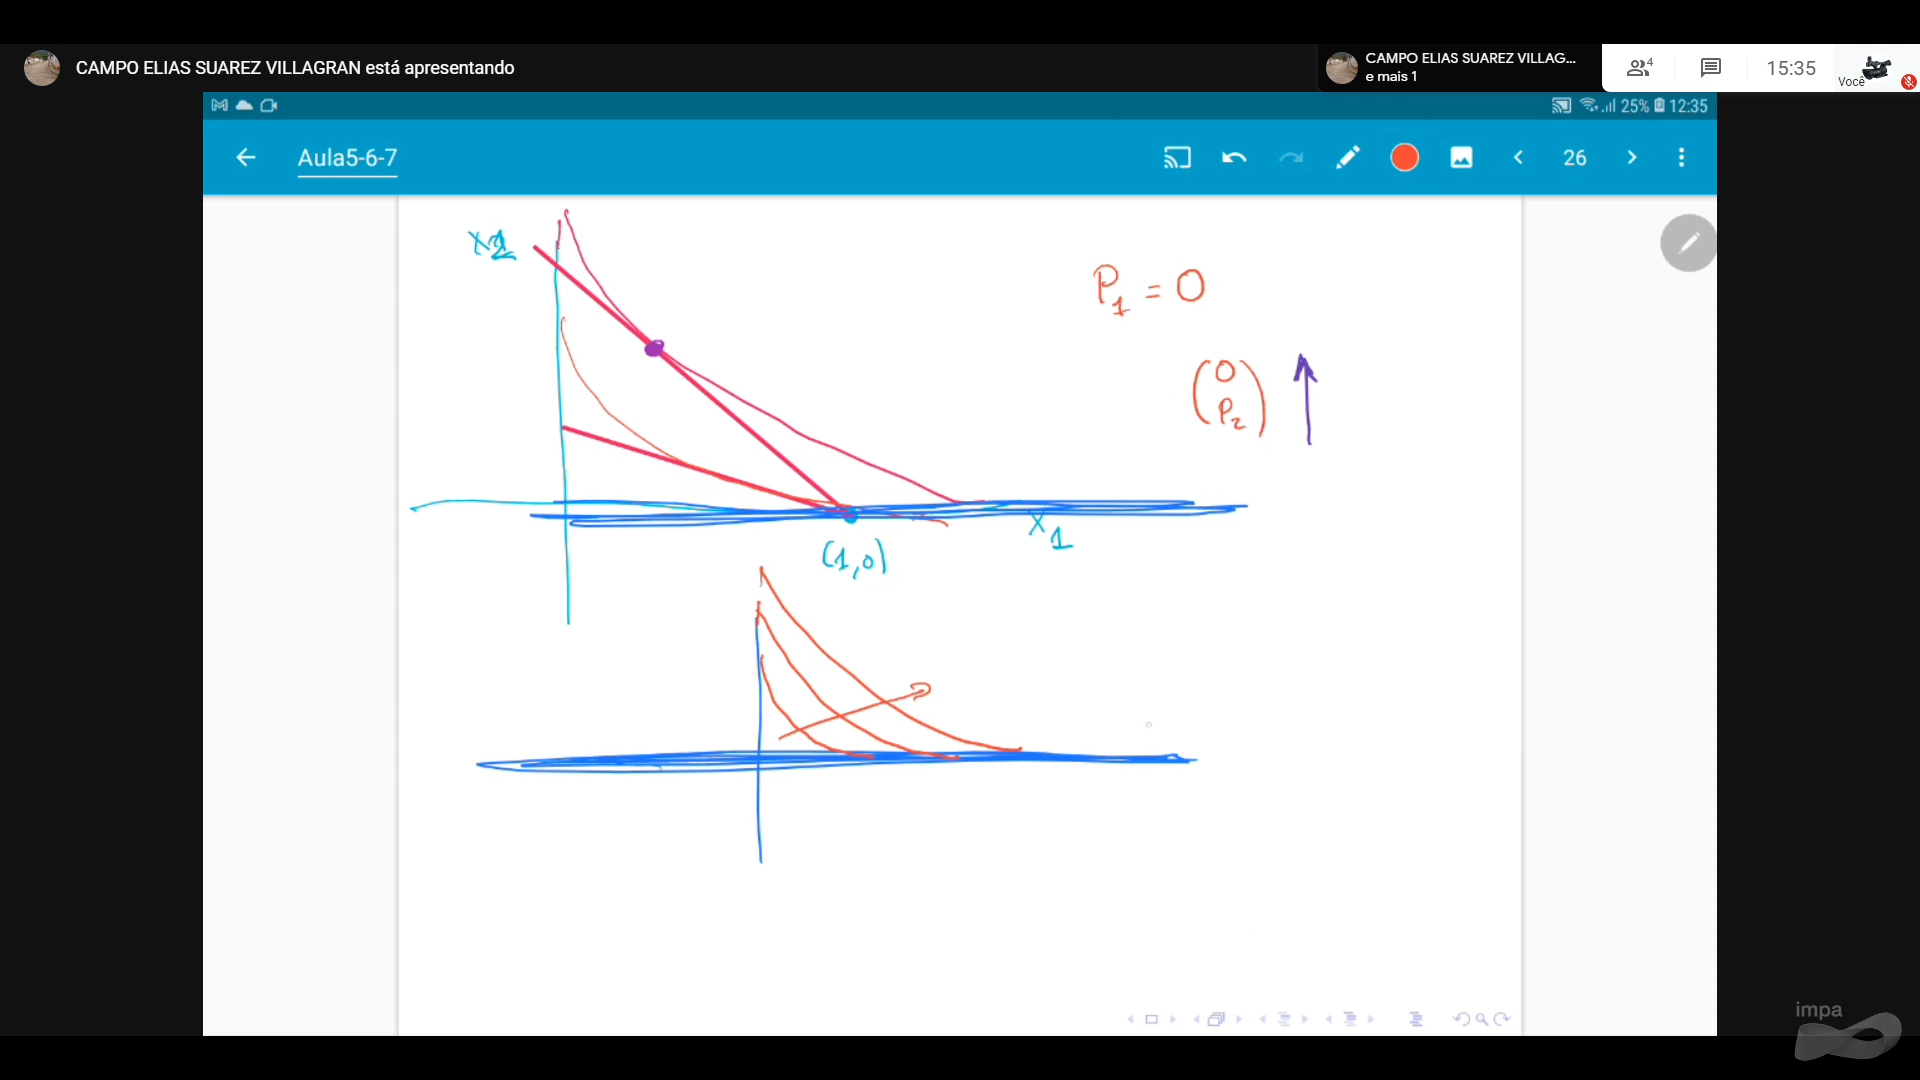 CAMPO ELIAS SUAREZ VILLAGRAN está apresentando
CAMPO ELIAS SUAREZ VILLAG...
e mais 1
4
15:35
Você
25%
12:35
Aula5-6-7
26
x2
P1 = 0
(0
P2)
x1
(1,0)
impa